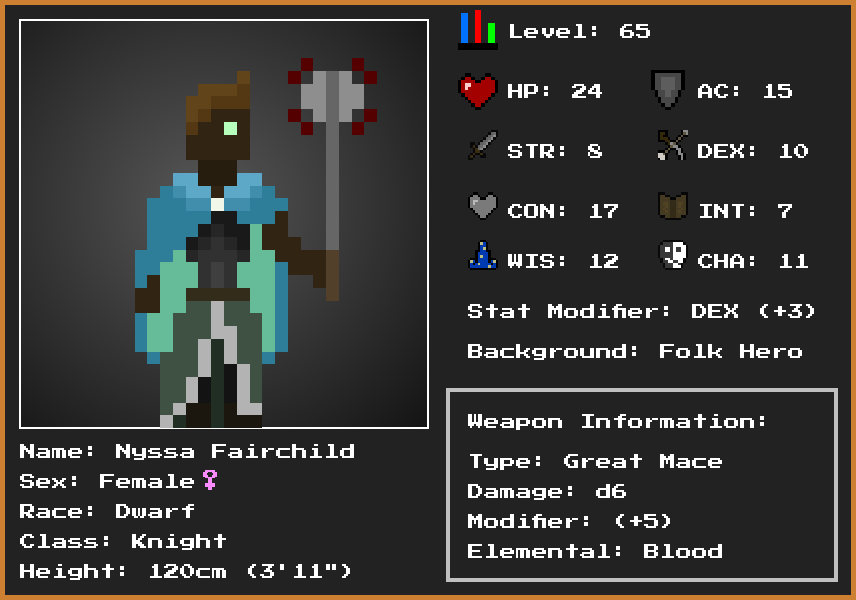 Level: 65
HP: 24
AC: 15
STR: 8
DEX: 10
CON: 17
INT: 7
WIS: 12
CHA: 11
Stat Modifier: DEX (+3)
Background: Folk Hero
Weapon Information:
Type: Great Mace
Damage: d6
Modifier: (+5)
Elemental: Blood
Name: Nyssa Fairchild
Sex: Female♀
Race: Dwarf
Class: Knight
Height: 120cm (3'11")